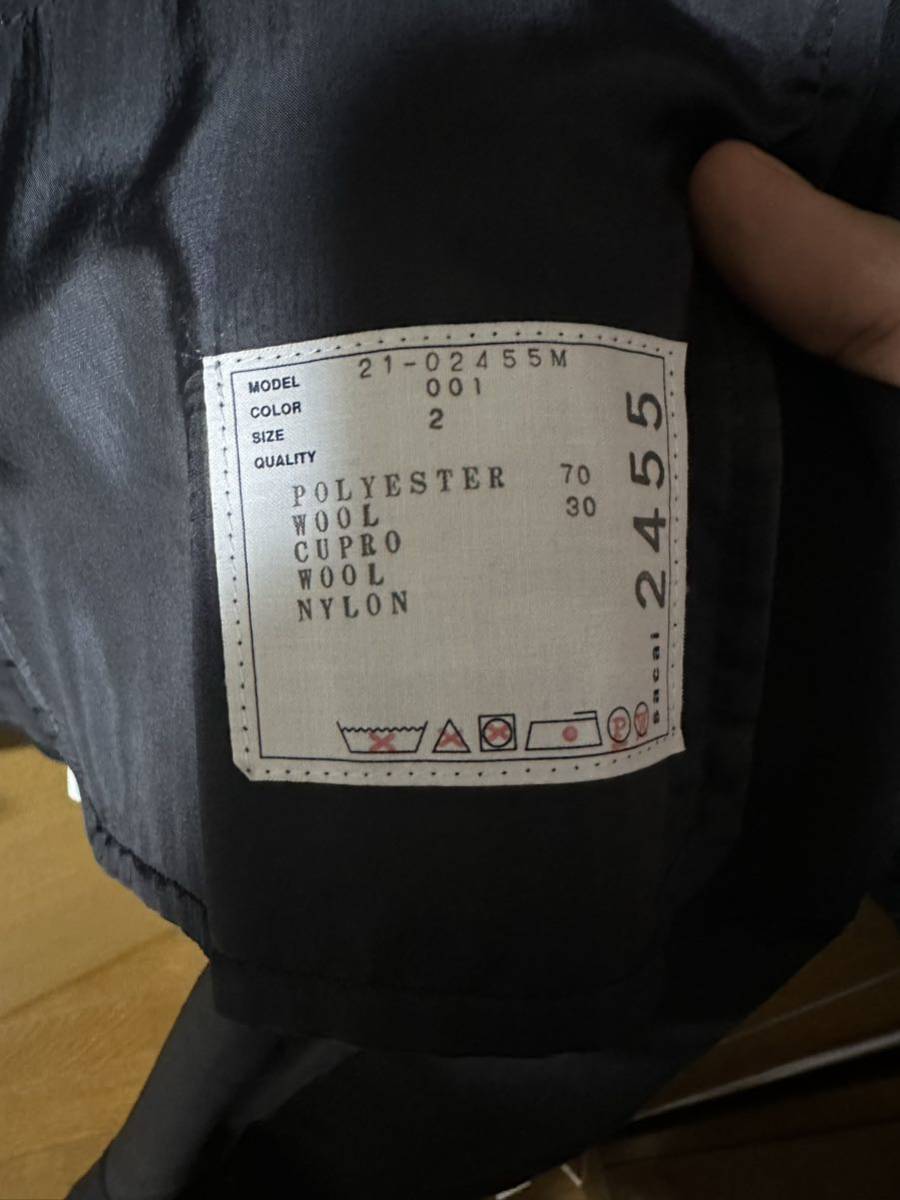 MODEL 21-02455M
COLOR 001
SIZE 2
QUALITY
POLYESTER 70
WOOL 30
CUPRO
WOOL
NYLON
sacai 2455
P W